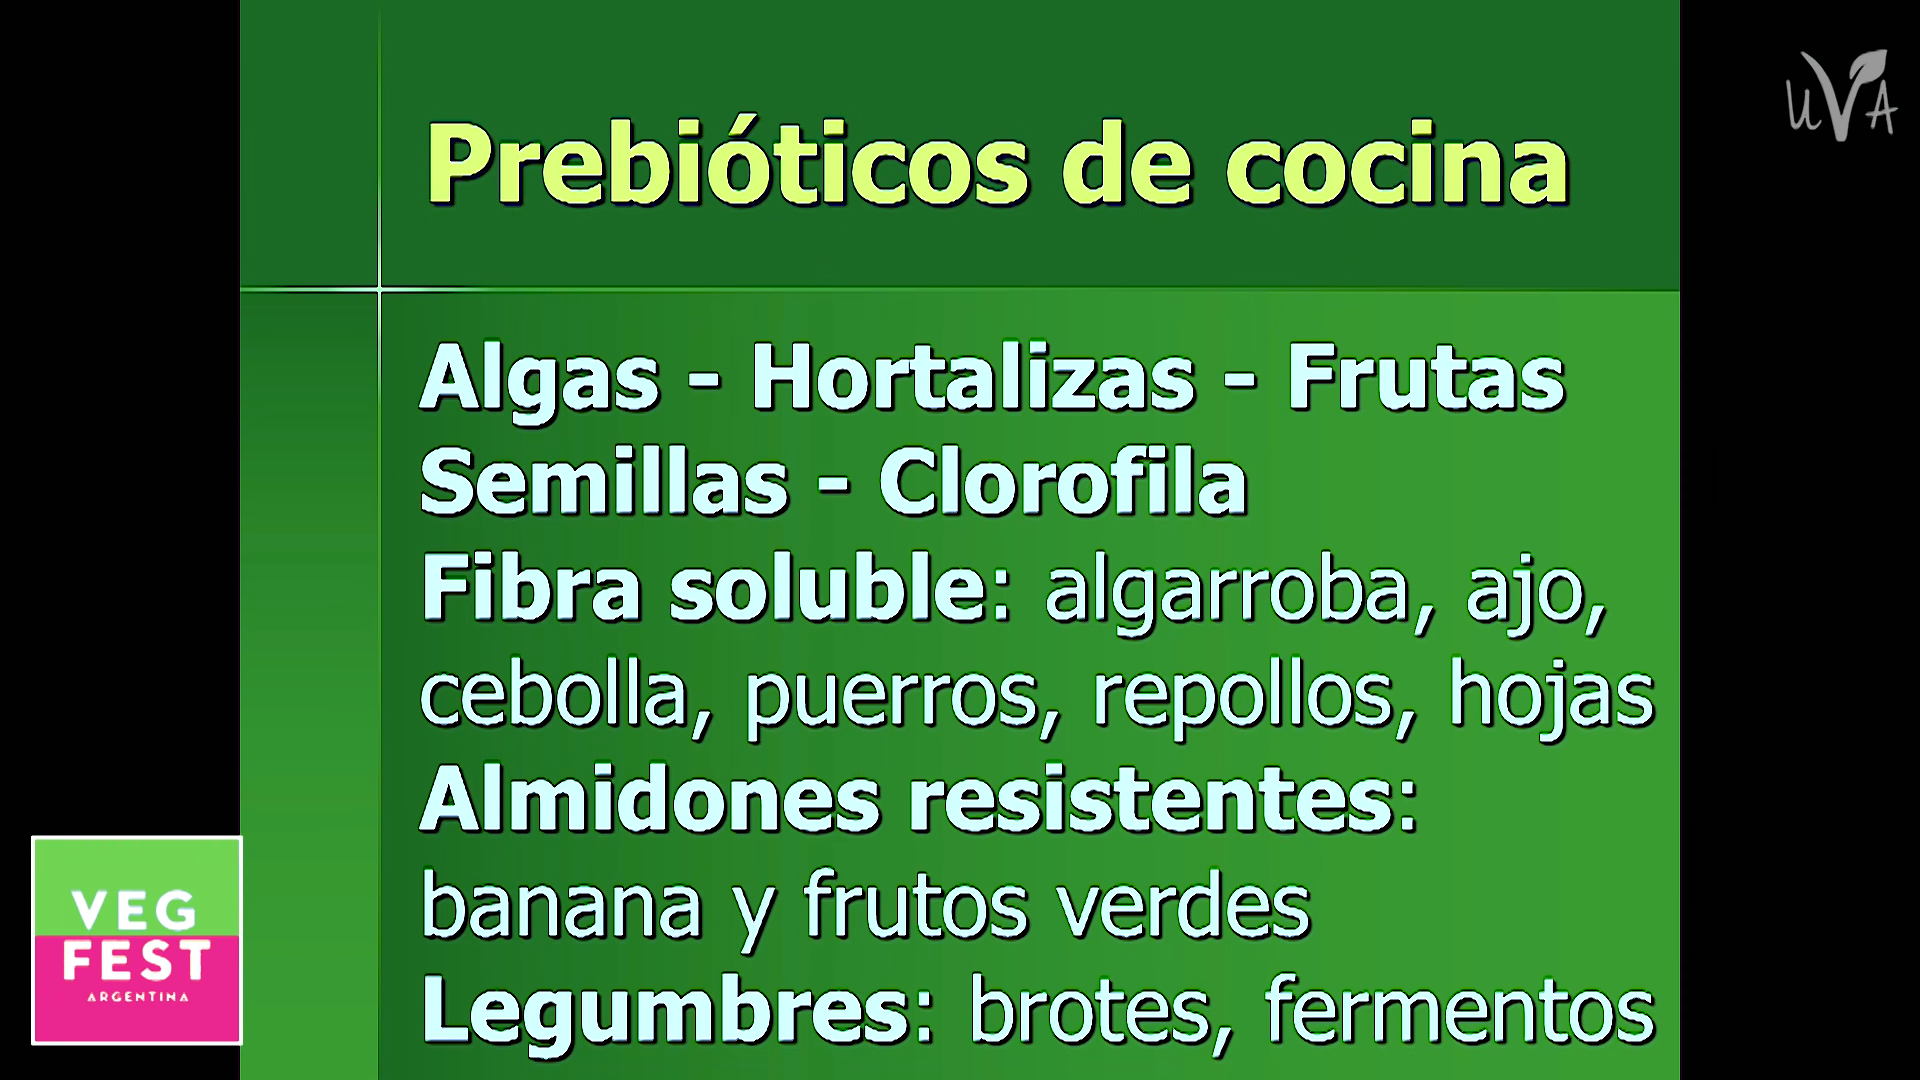 UVA
Prebióticos de cocina
Algas - Hortalizas - Frutas
Semillas - Clorofila
Fibra soluble: algarroba, ajo,
cebolla, puerros, repollos, hojas
Almidones resistentes:
banana y frutos verdes
Legumbres: brotes, fermentos
VEG
FEST
ARGENTINA